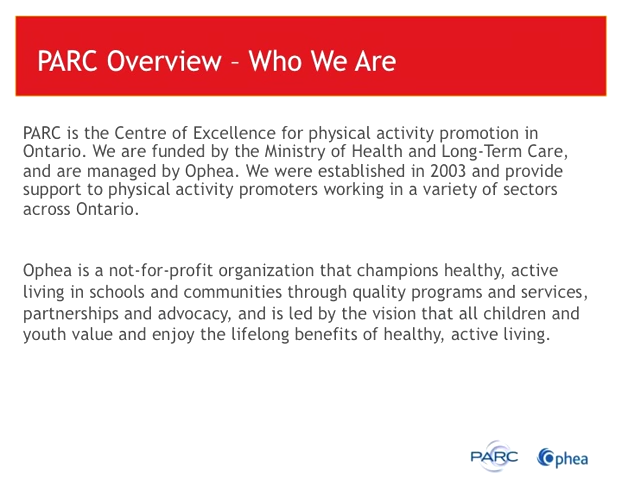 PARC Overview – Who We Are
PARC is the Centre of Excellence for physical activity promotion in
Ontario. We are funded by the Ministry of Health and Long-Term Care,
and are managed by Ophea. We were established in 2003 and provide
support to physical activity promoters working in a variety of sectors
across Ontario.
Ophea is a not-for-profit organization that champions healthy, active
living in schools and communities through quality programs and services,
partnerships and advocacy, and is led by the vision that all children and
youth value and enjoy the lifelong benefits of healthy, active living.
PARC Ophea